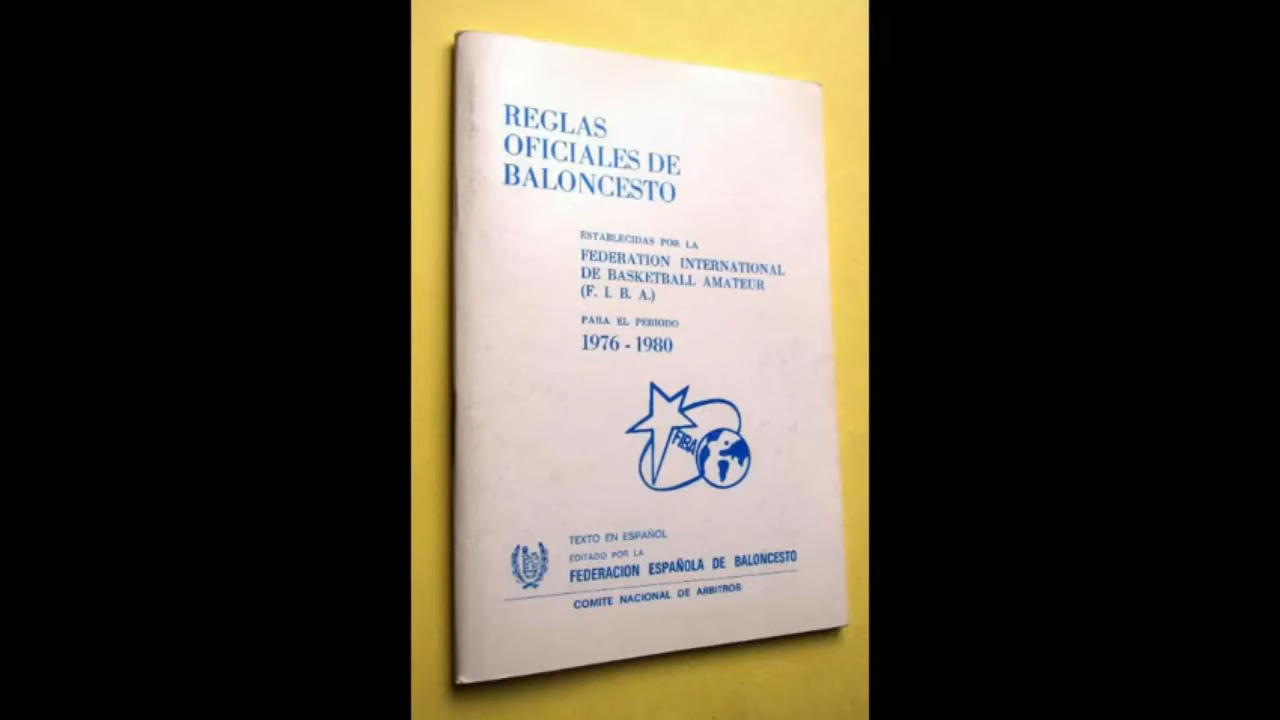 REGLAS
OFICIALES DE
BALONCESTO
ESTABLECIDAS POR LA
FEDERATION INTERNATIONAL
DE BASKETBALL AMATEUR
(F. I. B. A.)
PARA EL PERIODO
1976 - 1980
FIBA
TEXTO EN ESPAÑOL
EDITADO POR LA
FEDERACION ESPAÑOLA DE BALONCESTO
COMITE NACIONAL DE ARBITROS